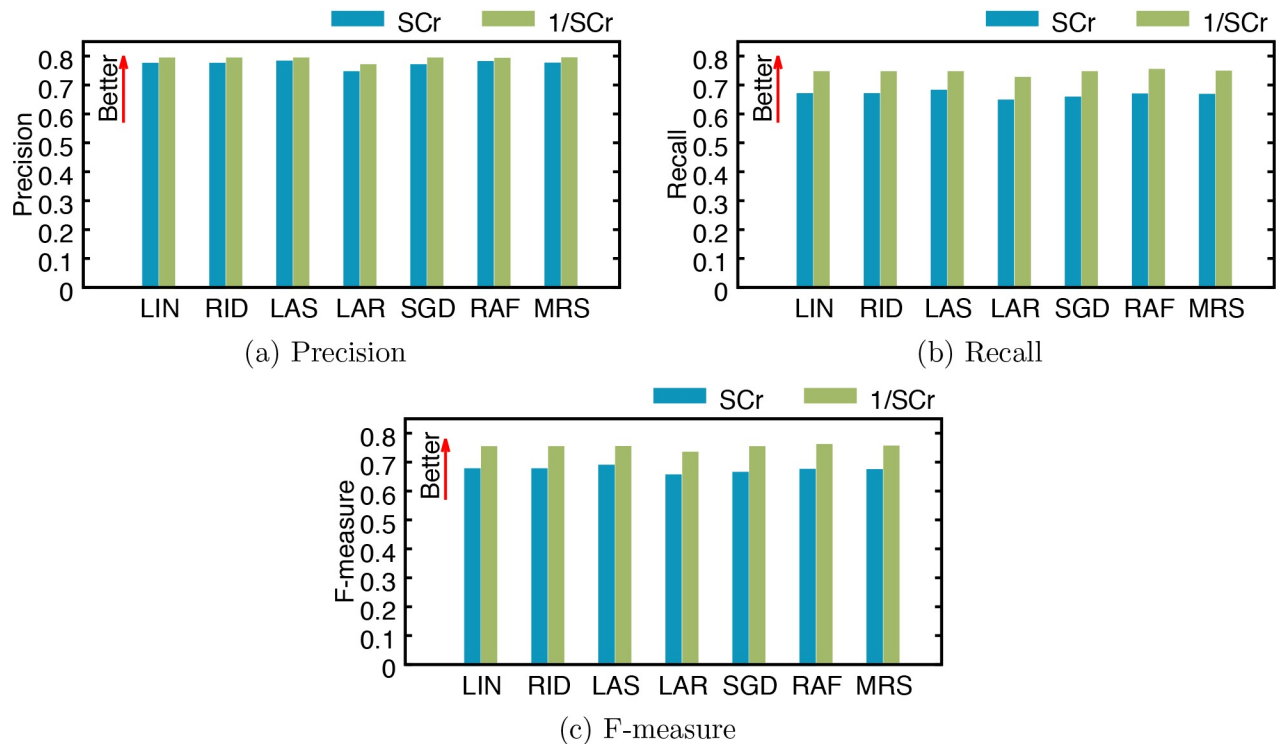 SCr 1/SCr
0.8
0.7
0.6
0.5
0.4
0.3
0.2
0.1
0
Precision
Better
LIN RID LAS LAR SGD RAF MRS
(a) Precision
SCr 1/SCr
0.8
0.7
0.6
0.5
0.4
0.3
0.2
0.1
0
Recall
Better
LIN RID LAS LAR SGD RAF MRS
(b) Recall
SCr 1/SCr
0.8
0.7
0.6
0.5
0.4
0.3
0.2
0.1
0
F-measure
Better
LIN RID LAS LAR SGD RAF MRS
(c) F-measure